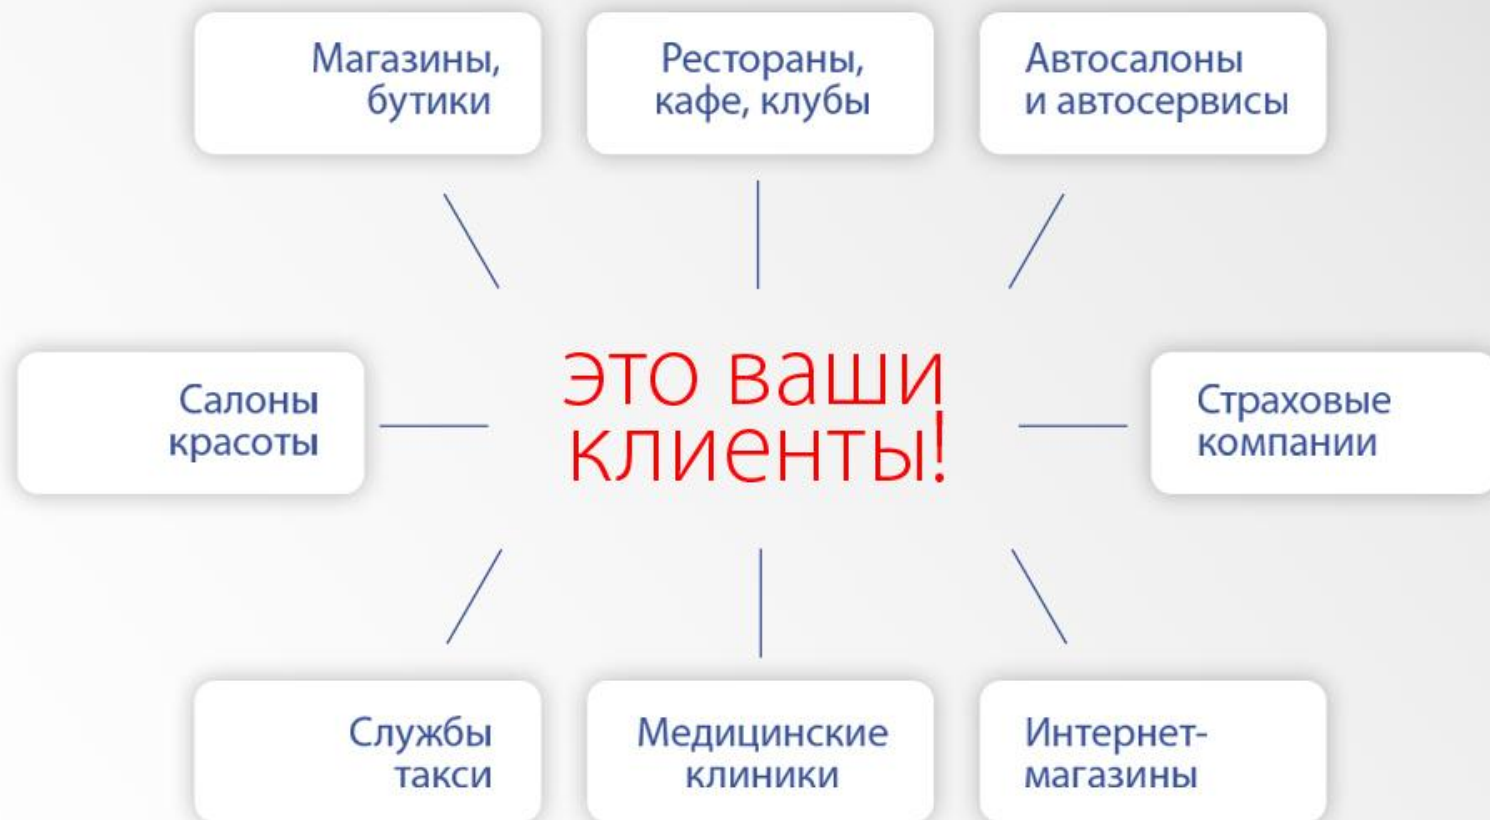 Магазины,
бутики
Рестораны,
кафе, клубы
Автосалоны
и автосервисы
Салоны
красоты
это ваши
клиенты!
Страховые
компании
Службы
такси
Медицинские
клиники
Интернет-
магазины